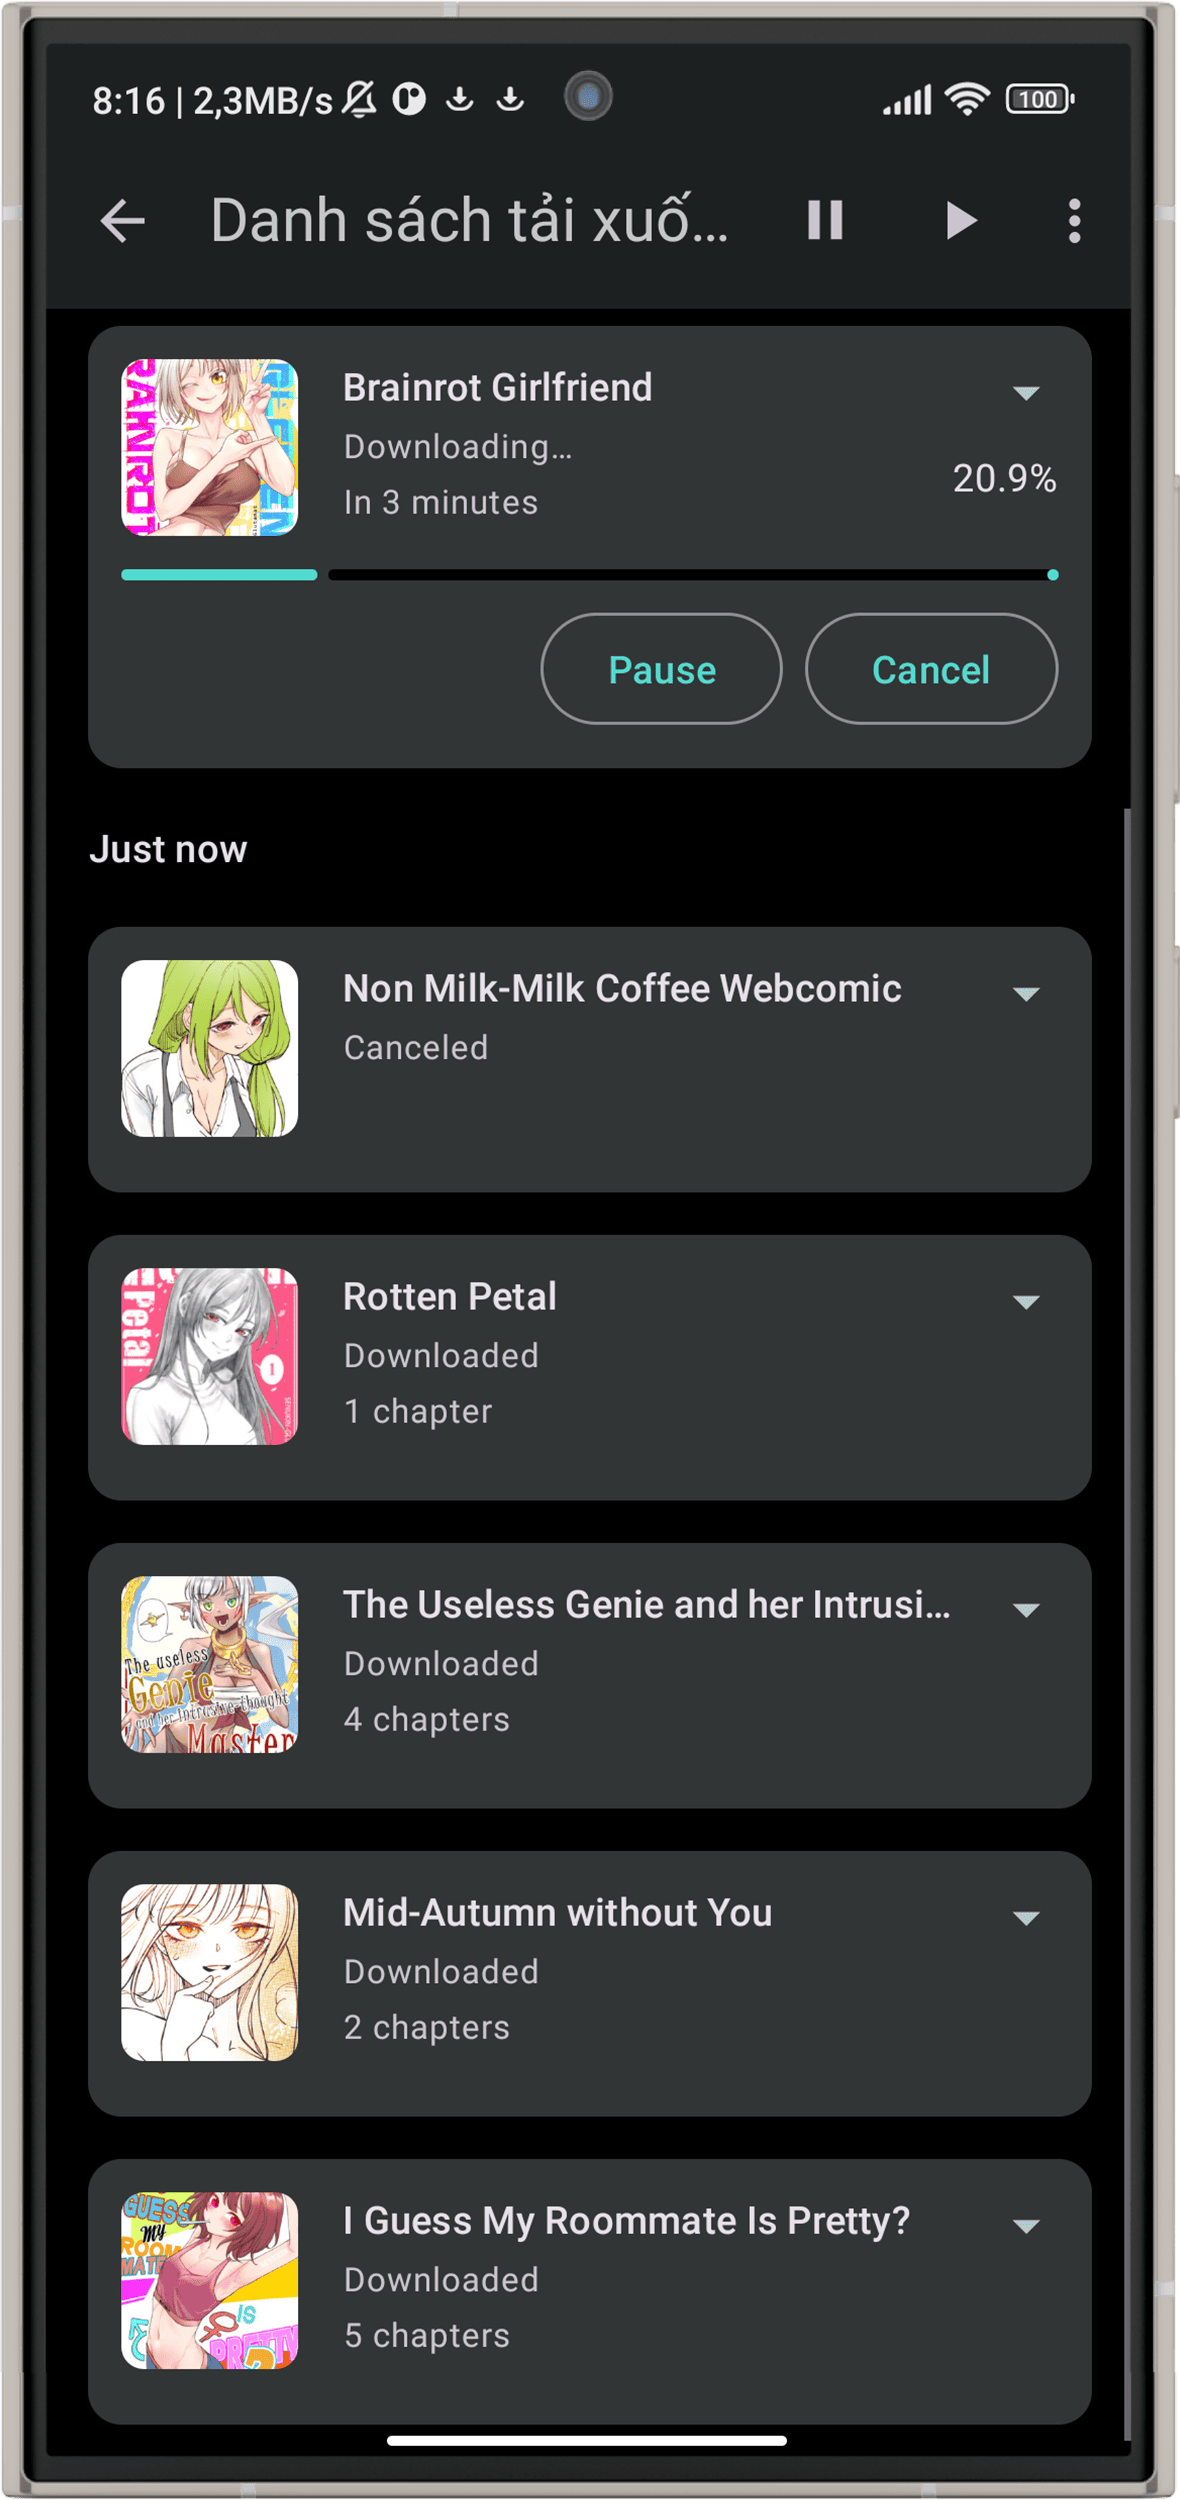 8:16 | 2,3MB/s
100
Danh sách tải xuố...
Brainrot Girlfriend
Downloading...
In 3 minutes
20.9%
Pause
Cancel
Just now
Non Milk-Milk Coffee Webcomic
Canceled
Petal
1
Rotten Petal
Downloaded
1 chapter
The useless
Genie
and her intrusive thought
Master
The Useless Genie and her Intrusi...
Downloaded
4 chapters
Mid-Autumn without You
Downloaded
2 chapters
GUESS
MY
ROOM
MATE
IS
PRETTY
?
I Guess My Roommate Is Pretty?
Downloaded
5 chapters